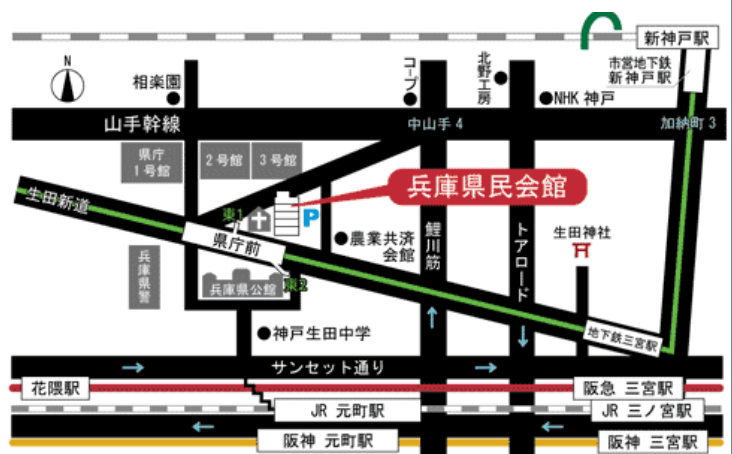 新神戸駅
N
相楽園
コープ
北野工房
市営地下鉄
新神戸駅
NHK 神戸
山手幹線
中山手 4
加納町 3
県庁
1 号館
2 号館
3 号館
兵庫県民会館
生田新道
東1
P
県庁前
農業共済
会館
鯉川筋
トアロード
生田神社
兵庫県警
兵庫県公館
東2
神戸生田中学
地下鉄三宮駅
サンセット通り
花隈駅
阪急 三宮駅
JR 元町駅
JR 三ノ宮駅
阪神 元町駅
阪神 三宮駅